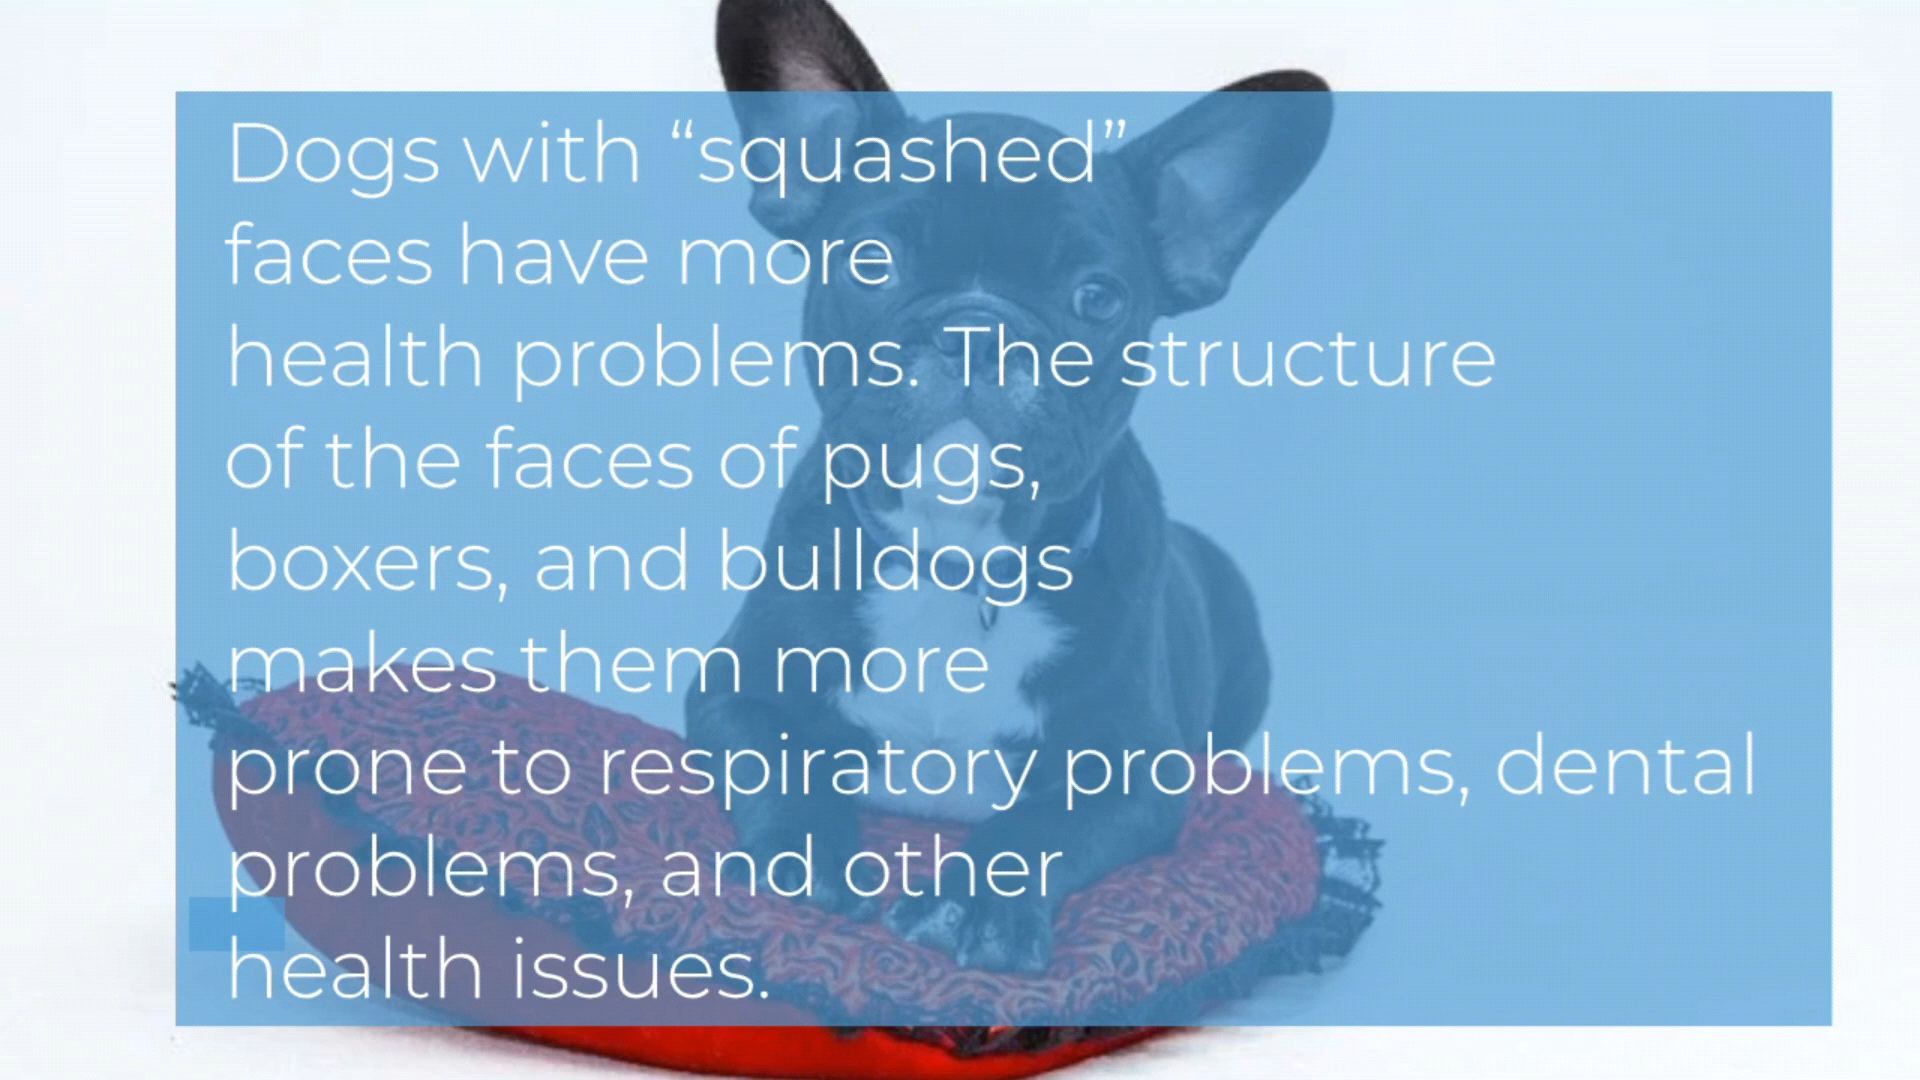 Dogs with “squashed”
faces have more
health problems. The structure
of the faces of pugs,
boxers, and bulldogs
makes them more
prone to respiratory problems, dental
problems, and other
health issues.